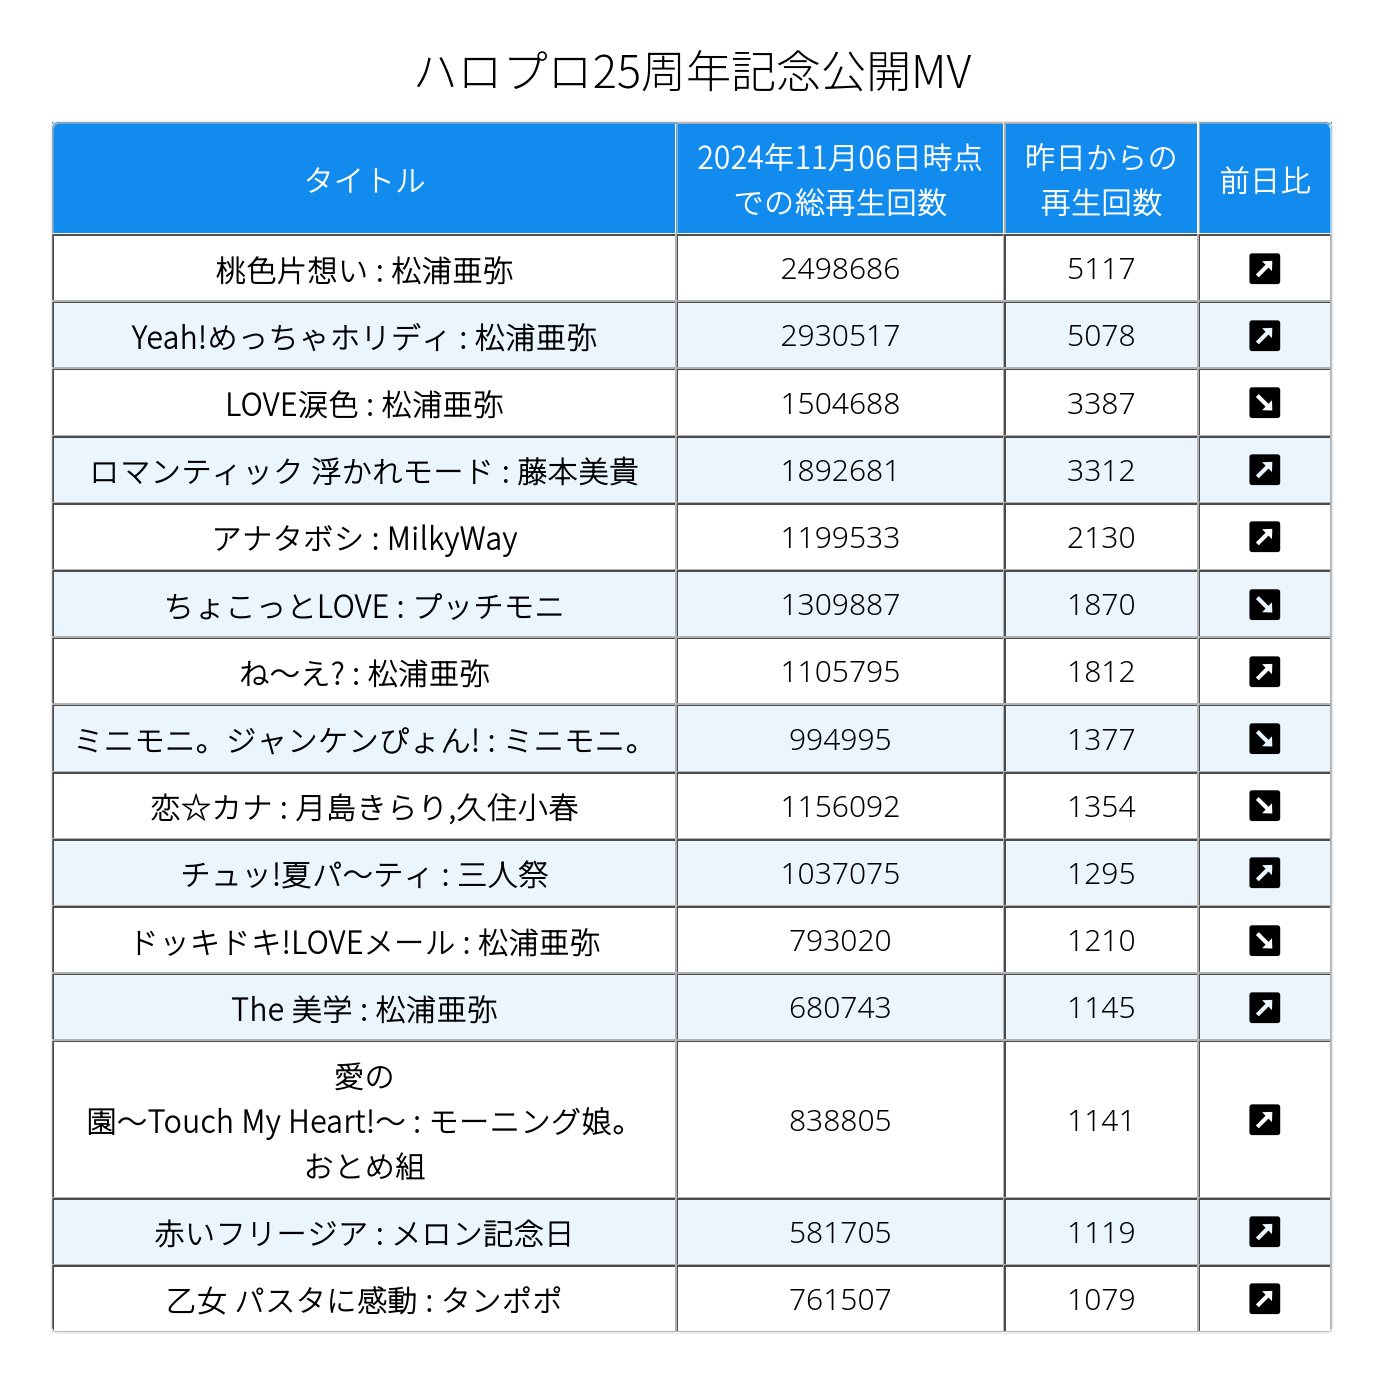 ハロプロ25周年記念公開MV
タイトル
2024年11月06日時点
での総再生回数
昨日からの
再生回数
前日比
桃色片想い : 松浦亜弥 2498686 5117 ↗
Yeah!めっちゃホリディ : 松浦亜弥 2930517 5078 ↗
LOVE涙色 : 松浦亜弥 1504688 3387 ↘
ロマンティック 浮かれモード : 藤本美貴 1892681 3312 ↗
アナタボシ : MilkyWay 1199533 2130 ↗
ちょこっとLOVE : プッチモニ 1309887 1870 ↘
ね〜え? : 松浦亜弥 1105795 1812 ↗
ミニモニ。ジャンケンぴょん! : ミニモニ。 994995 1377 ↘
恋☆カナ : 月島きらり,久住小春 1156092 1354 ↘
チュッ!夏パ〜ティ : 三人祭 1037075 1295 ↗
ドッキドキ!LOVEメール : 松浦亜弥 793020 1210 ↘
The 美学 : 松浦亜弥 680743 1145 ↗
愛の
園〜Touch My Heart!〜 : モーニング娘。
おとめ組
838805 1141 ↗
赤いフリージア : メロン記念日 581705 1119 ↗
乙女 パスタに感動 : タンポポ 761507 1079 ↗